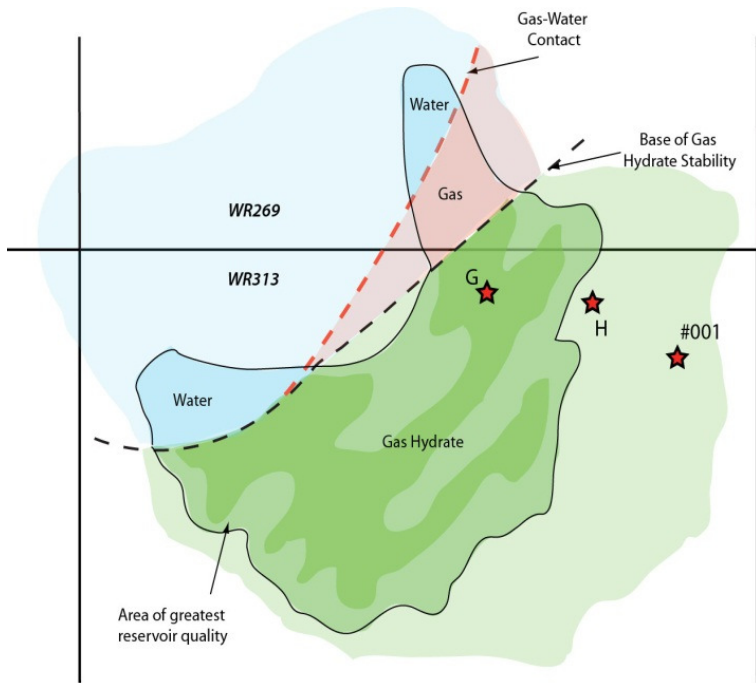 Gas-Water
Contact
Water
Base of Gas
Hydrate Stability
WR269
Gas
WR313
G
H
#001
Water
Gas Hydrate
Area of greatest
reservoir quality